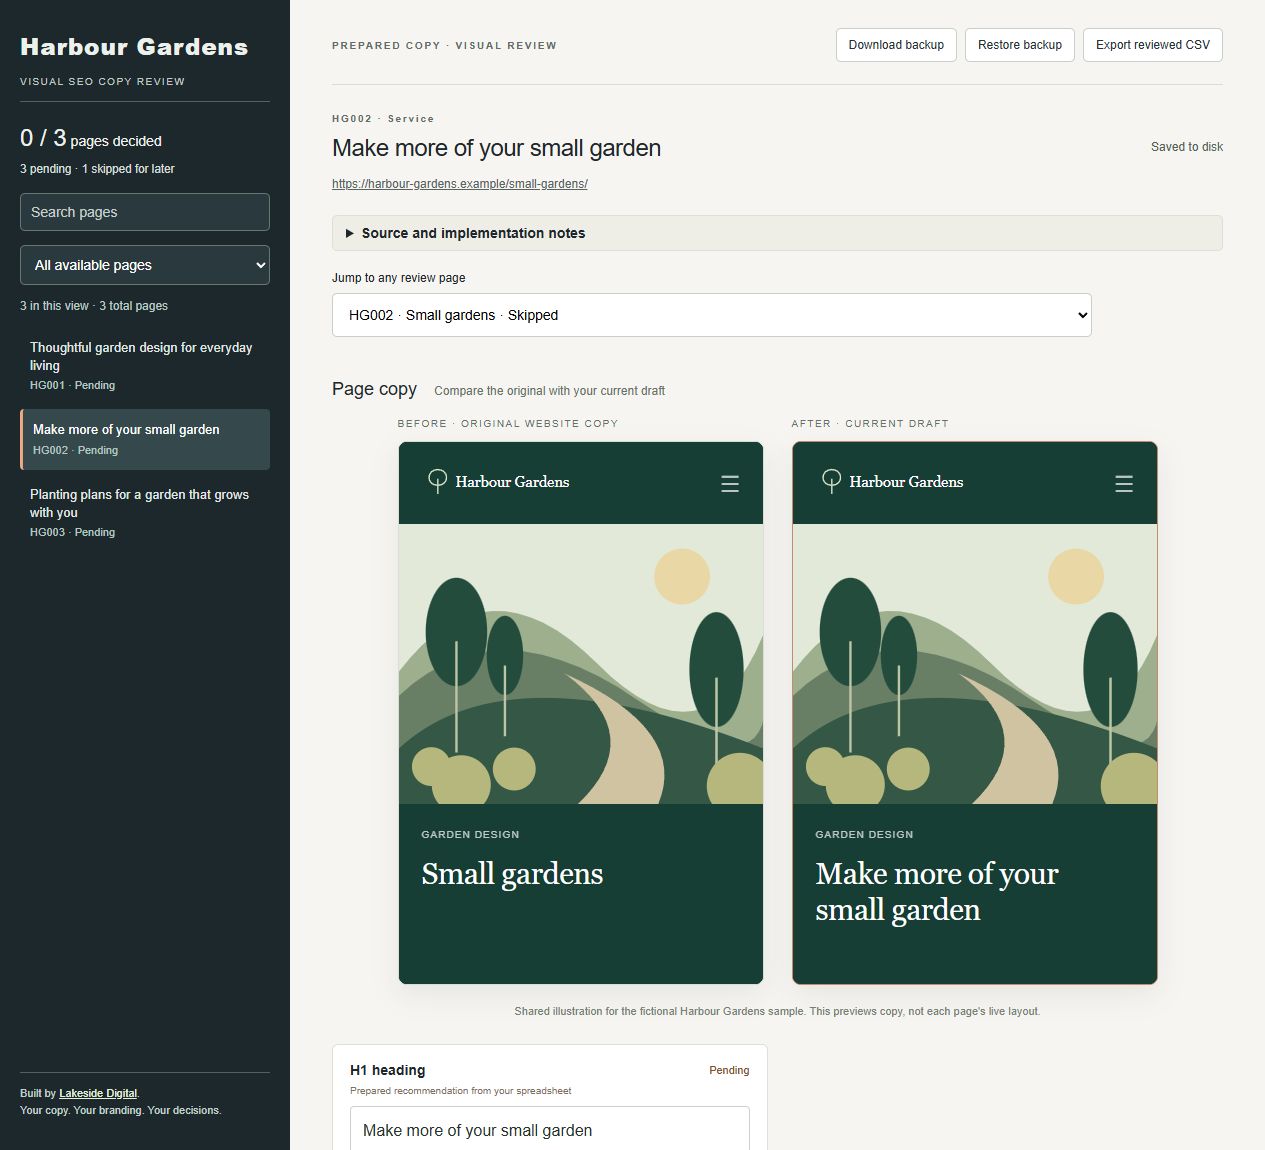 Harbour Gardens
VISUAL SEO COPY REVIEW
0 / 3 pages decided
3 pending · 1 skipped for later
Search pages
All available pages
3 in this view · 3 total pages
Thoughtful garden design for everyday
living
HG001 · Pending
Make more of your small garden
HG002 · Pending
Planting plans for a garden that grows
with you
HG003 · Pending
Built by Lakeside Digital.
Your copy. Your branding. Your decisions.
PREPARED COPY · VISUAL REVIEW
Download backup
Restore backup
Export reviewed CSV
HG002 · Service
Make more of your small garden
Saved to disk
https://harbour-gardens.example/small-gardens/
Source and implementation notes
Jump to any review page
HG002 · Small gardens · Skipped
Page copy
Compare the original with your current draft
BEFORE · ORIGINAL WEBSITE COPY
Harbour Gardens
GARDEN DESIGN
Small gardens
AFTER · CURRENT DRAFT
Harbour Gardens
GARDEN DESIGN
Make more of your
small garden
Shared illustration for the fictional Harbour Gardens sample. This previews copy, not each page's live layout.
H1 heading
Pending
Prepared recommendation from your spreadsheet
Make more of your small garden